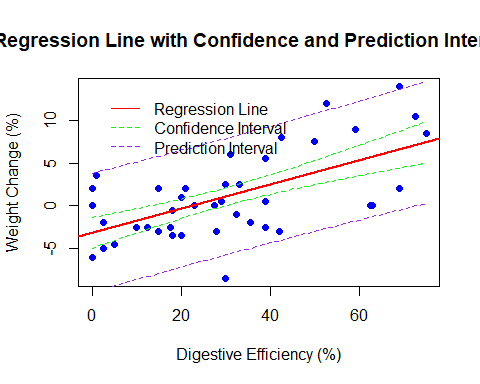 Regression Line with Confidence and Prediction Inter
Weight Change (%)
10
5
0
-5
Regression Line
Confidence Interval
Prediction Interval
0 20 40 60
Digestive Efficiency (%)